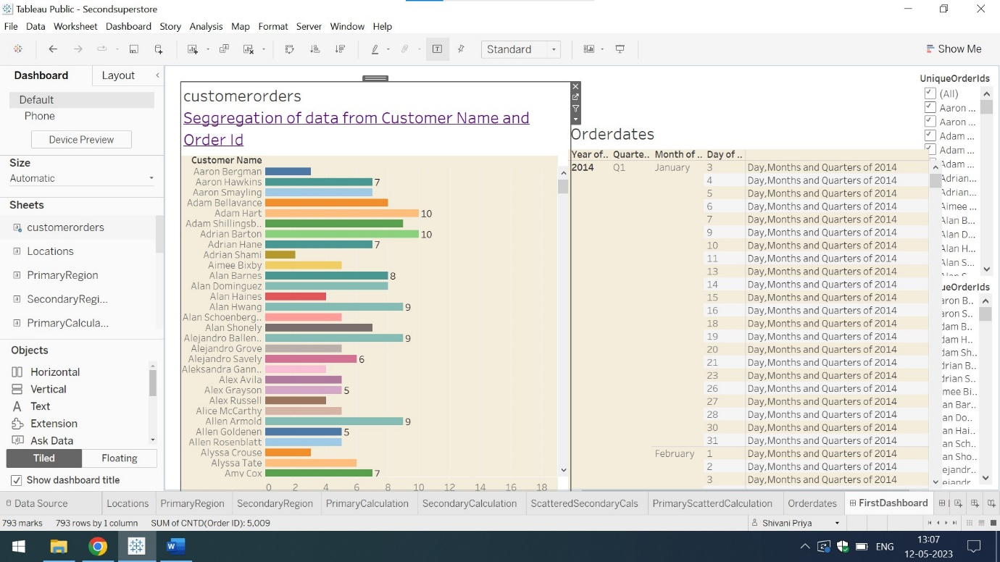 Tableau Public - Secondsuperstore
File Data Worksheet Dashboard Story Analysis Map Format Server Window Help
Standard
Show Me
Dashboard Layout
Default
Phone
Device Preview
Size
Automatic
Sheets
customerorders
Locations
PrimaryRegion
SecondaryRegi...
PrimaryCalcula...
Objects
Horizontal
Vertical
Text
Extension
Ask Data
Tiled Floating
Show dashboard title
customerorders
Seggregation of data from Customer Name and
Order Id
Customer Name
Aaron Bergman
Aaron Hawkins 7
Aaron Smayling
Adam Bellavance
Adam Hart 10
Adam Shillingsb..
Adrian Barton 10
Adrian Hane 7
Adrian Shami
Aimee Bixby
Alan Barnes 8
Alan Dominguez
Alan Haines
Alan Hwang 9
Alan Schoenberg..
Alan Shonely
Alejandro Ballen.. 9
Alejandro Grove
Alejandro Savely 6
Aleksandra Gann..
Alex Avila
Alex Grayson 5
Alex Russell
Alice McCarthy
Allen Armold 9
Allen Goldenen 5
Allen Rosenblatt
Alyssa Crouse
Alyssa Tate
Amy Cox 7
0 2 4 6 8 10 12 14 16 18
Orderdates
Year of.. Quarte.. Month of .. Day of ..
2014 Q1 January 3 Day,Months and Quarters of 2014
4 Day,Months and Quarters of 2014
5 Day,Months and Quarters of 2014
6 Day,Months and Quarters of 2014
7 Day,Months and Quarters of 2014
9 Day,Months and Quarters of 2014
10 Day,Months and Quarters of 2014
11 Day,Months and Quarters of 2014
13 Day,Months and Quarters of 2014
14 Day,Months and Quarters of 2014
15 Day,Months and Quarters of 2014
16 Day,Months and Quarters of 2014
18 Day,Months and Quarters of 2014
19 Day,Months and Quarters of 2014
20 Day,Months and Quarters of 2014
21 Day,Months and Quarters of 2014
23 Day,Months and Quarters of 2014
26 Day,Months and Quarters of 2014
27 Day,Months and Quarters of 2014
28 Day,Months and Quarters of 2014
30 Day,Months and Quarters of 2014
31 Day,Months and Quarters of 2014
February 1 Day,Months and Quarters of 2014
2 Day,Months and Quarters of 2014
3 Day,Months and Quarters of 2014
UniqueOrderIds
(All)
Aaron ...
Aaron ...
Adam ...
Adam ...
Adam ...
Adrian...
Adrian...
Aimee ...
Alan B...
Alan D...
Alan H...
Alan S...
ueOrderIds
aron B..
aron S..
dam B..
dam H..
dam Sh..
drian B..
drian S..
mee Bi..
an Bar..
an Do..
an Hai..
an Sch..
an Sho..
ejandr..
ejandr
Data Source Locations PrimaryRegion SecondaryRegion PrimaryCalculation SecondaryCalculation ScatteredSecondaryCals PrimaryScatterdCalculation Orderdates FirstDashboard
793 marks 793 rows by 1 column SUM of CNTD(Order ID): 5,009 Shivani Priya
ENG
13:07
12-05-2023